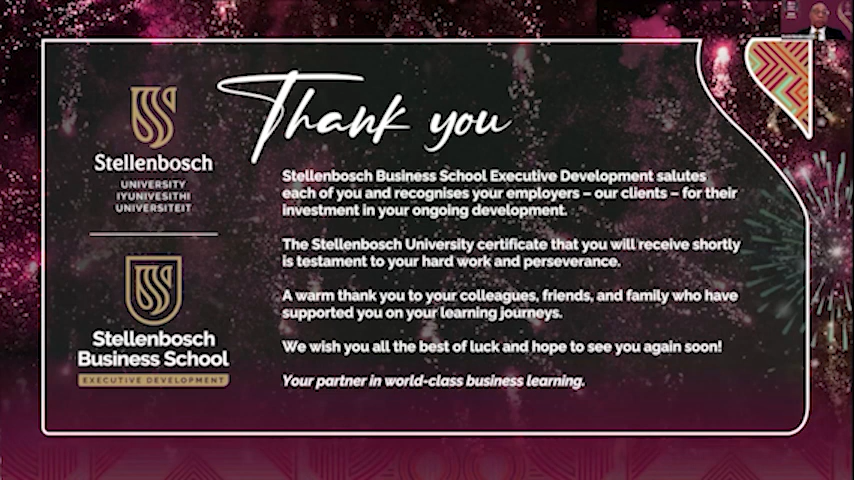 Thank you
Stellenbosch
UNIVERSITY
IYUNIVESITHI
UNIVERSITEIT
Stellenbosch
Business School
EXECUTIVE DEVELOPMENT
Stellenbosch Business School Executive Development salutes
each of you and recognises your employers – our clients – for their
investment in your ongoing development.
The Stellenbosch University certificate that you will receive shortly
is testament to your hard work and perseverance.
A warm thank you to your colleagues, friends, and family who have
supported you on your learning journeys.
We wish you all the best of luck and hope to see you again soon!
Your partner in world-class business learning.